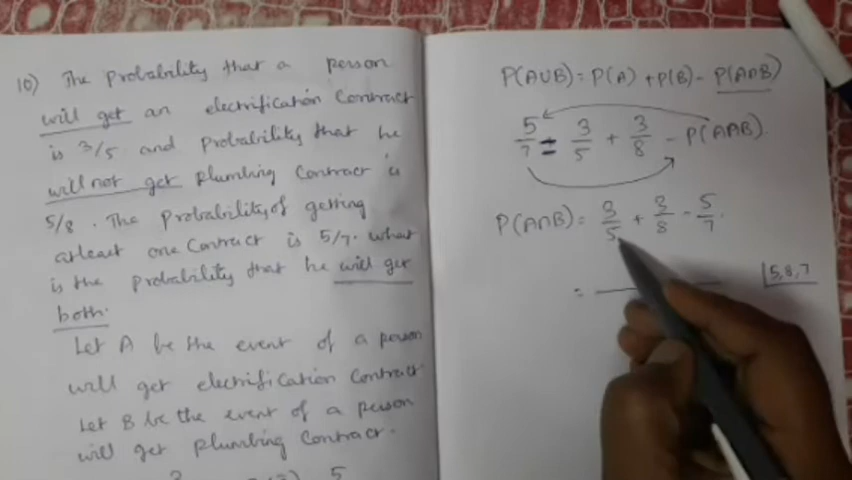 10) The Probability that a person
will get an electrification Contract
is 3/5 and Probability that he
will not get plumbing Contract is
5/8. The Probability of getting
atleast one Contract is 5/7. what
is the probability that he will get
both.
Let A be the event of a person
will get electrification Contract
Let B be the event of a person
will get plumbing Contract.
P(A∪B) = P(A) + P(B) - P(A∩B)
5/7 = 3/5 + 3/8 - P(A∩B).
P(A∩B) = 3/5 + 3/8 - 5/7.
=
5,8,7